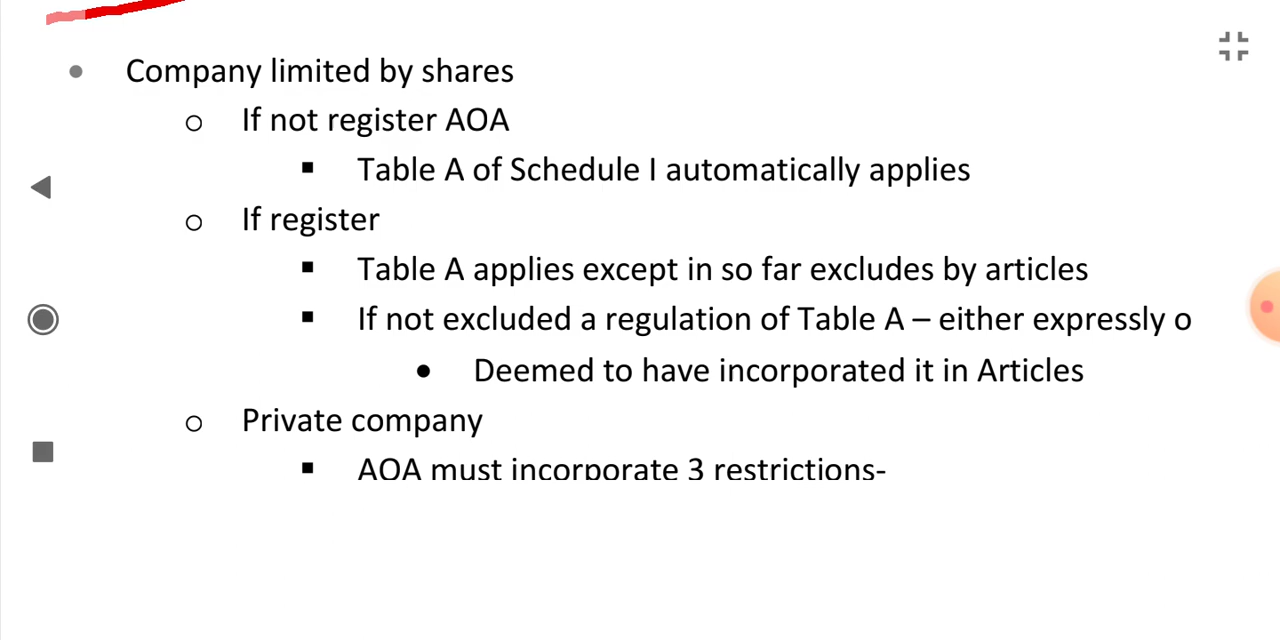 Company limited by shares
If not register AOA
Table A of Schedule I automatically applies
If register
Table A applies except in so far excludes by articles
If not excluded a regulation of Table A – either expressly o
Deemed to have incorporated it in Articles
Private company
AOA must incorporate 3 restrictions-